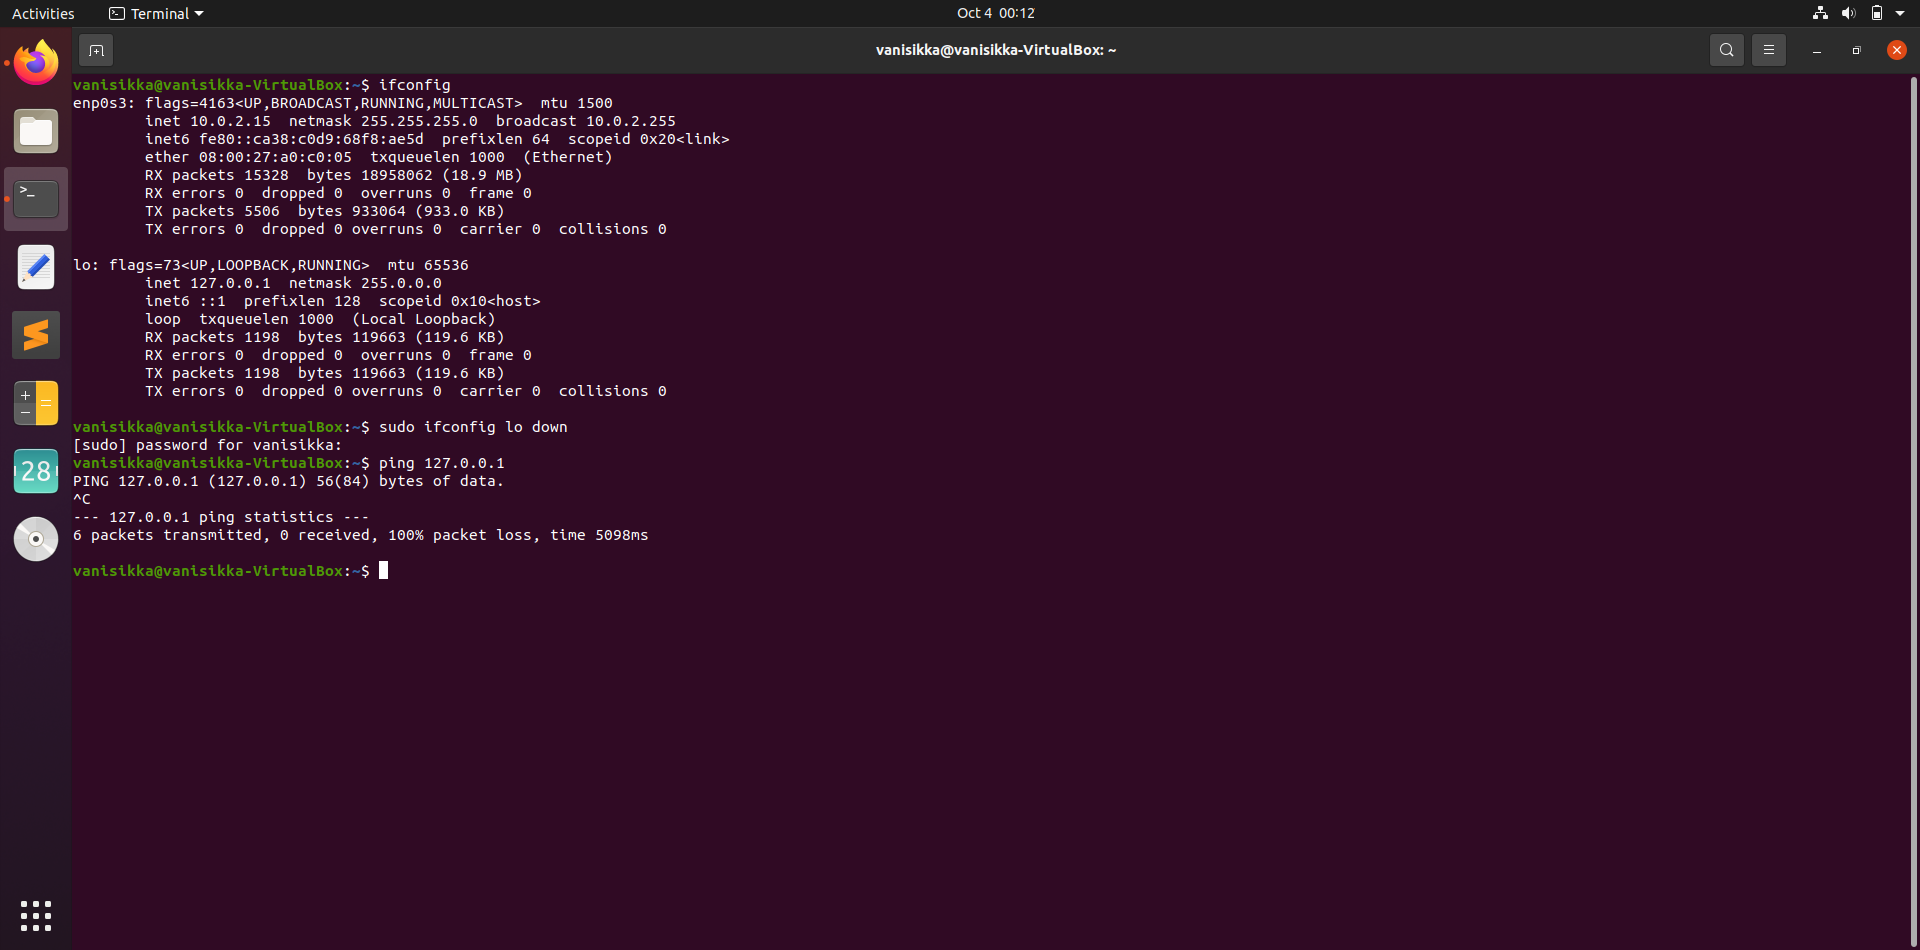 Activities
Terminal
Oct 4 00:12
vanisikka@vanisikka-VirtualBox: ~
vanisikka@vanisikka-VirtualBox:~$ ifconfig
enp0s3: flags=4163<UP,BROADCAST,RUNNING,MULTICAST>  mtu 1500
        inet 10.0.2.15  netmask 255.255.255.0  broadcast 10.0.2.255
        inet6 fe80::ca38:c0d9:68f8:ae5d  prefixlen 64  scopeid 0x20<link>
        ether 08:00:27:a0:c0:05  txqueuelen 1000  (Ethernet)
        RX packets 15328  bytes 18958062 (18.9 MB)
        RX errors 0  dropped 0  overruns 0  frame 0
        TX packets 5506  bytes 933064 (933.0 KB)
        TX errors 0  dropped 0 overruns 0  carrier 0  collisions 0
lo: flags=73<UP,LOOPBACK,RUNNING>  mtu 65536
        inet 127.0.0.1  netmask 255.0.0.0
        inet6 ::1  prefixlen 128  scopeid 0x10<host>
        loop  txqueuelen 1000  (Local Loopback)
        RX packets 1198  bytes 119663 (119.6 KB)
        RX errors 0  dropped 0  overruns 0  frame 0
        TX packets 1198  bytes 119663 (119.6 KB)
        TX errors 0  dropped 0 overruns 0  carrier 0  collisions 0
vanisikka@vanisikka-VirtualBox:~$ sudo ifconfig lo down
[sudo] password for vanisikka:
vanisikka@vanisikka-VirtualBox:~$ ping 127.0.0.1
PING 127.0.0.1 (127.0.0.1) 56(84) bytes of data.
^C
--- 127.0.0.1 ping statistics ---
6 packets transmitted, 0 received, 100% packet loss, time 5098ms
vanisikka@vanisikka-VirtualBox:~$
28